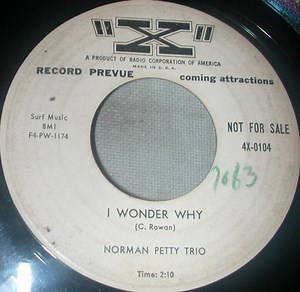 "X"
A PRODUCT OF RADIO CORPORATION OF AMERICA
MADE IN U.S.A.
RECORD PREVUE coming attractions
Surf Music
BMI
F4-PW-1174
NOT FOR SALE
4X-0104
7063
I WONDER WHY
(C. Rowan)
NORMAN PETTY TRIO
Time: 2:10